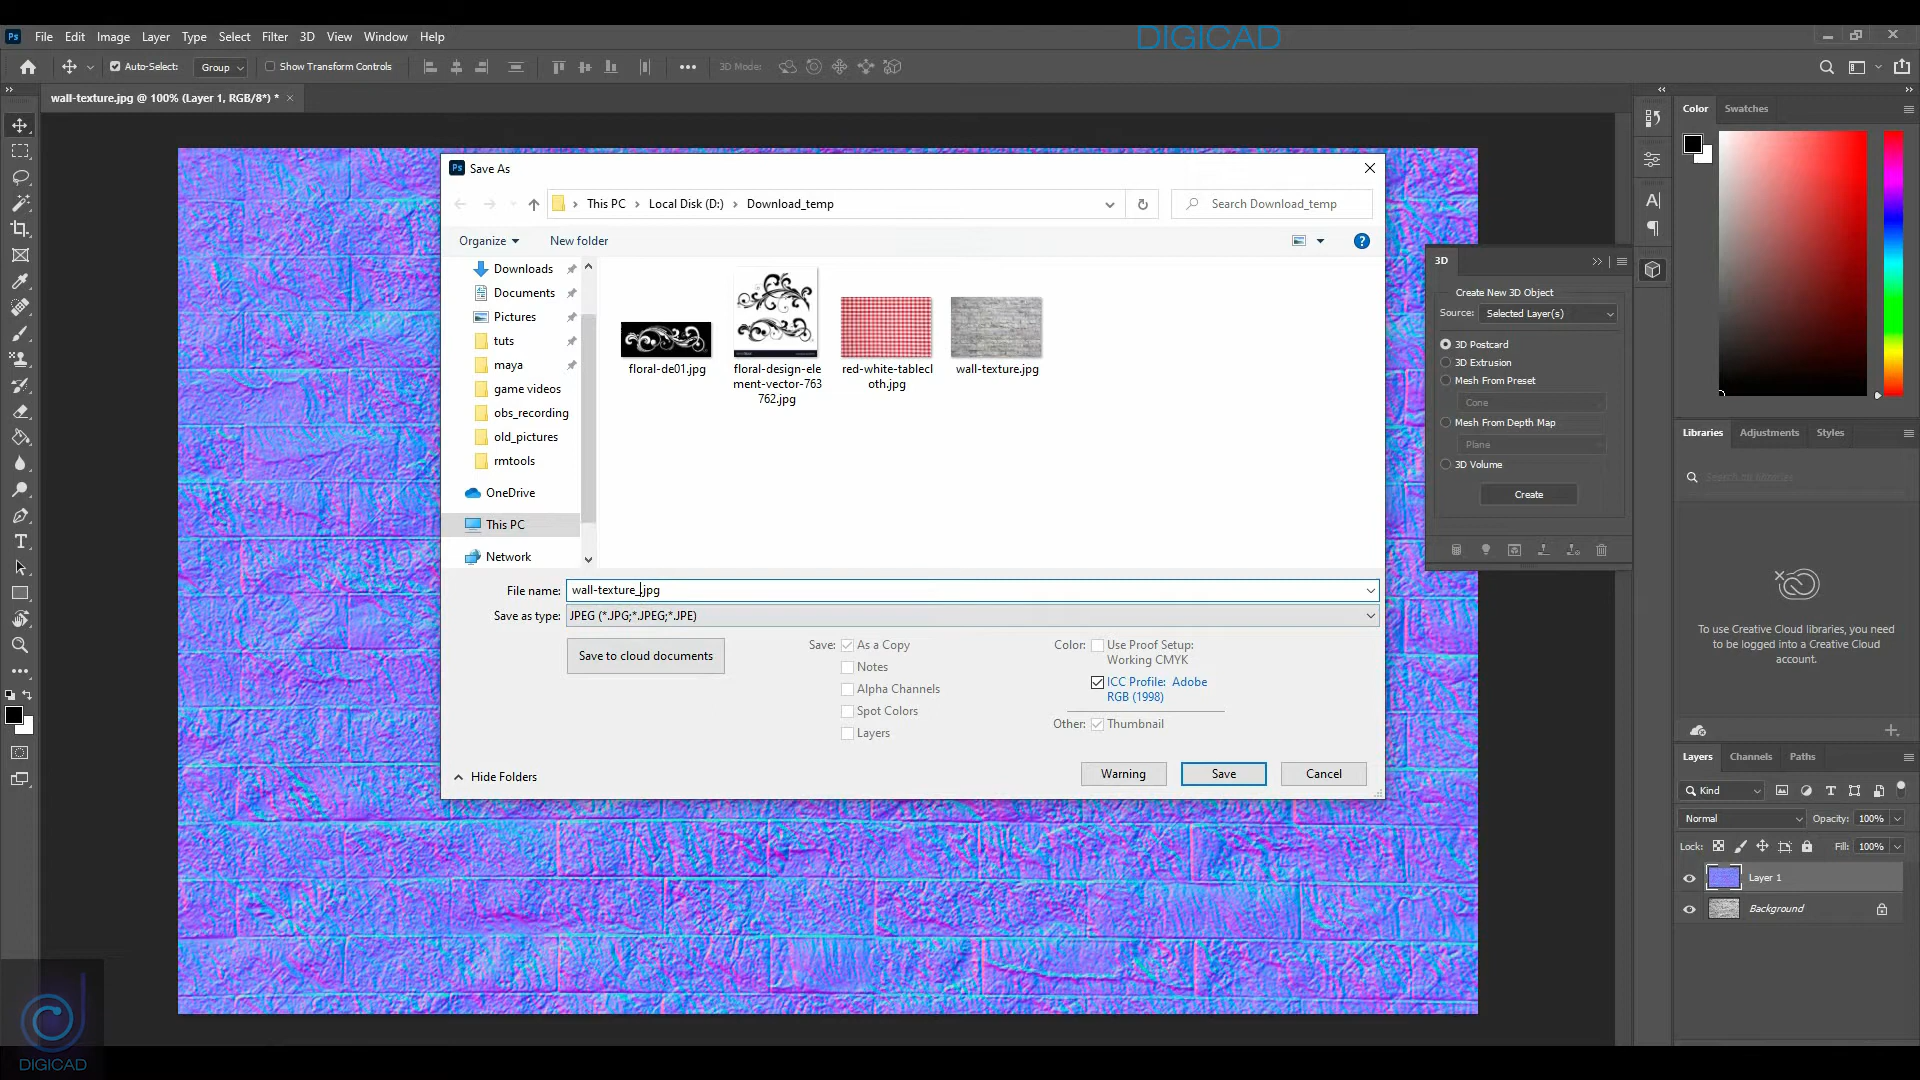 DIGICAD
Ps File Edit Image Layer Type Select Filter 3D View Window Help
Auto-Select: Group Show Transform Controls 3D Mode:
wall-texture.jpg @ 100% (Layer 1, RGB/8*) *
Ps Save As
This PC Local Disk (D:) Download_temp
Search Download_temp
Organize New folder
Downloads
Documents
Pictures
tuts
maya
game videos
obs_recording
old_pictures
rmtools
OneDrive
This PC
Network
floral-de01.jpg
floral-design-ele
ment-vector-763
762.jpg
red-white-tablecl
oth.jpg
wall-texture.jpg
File name: wall-texture_.jpg
Save as type: JPEG (*.JPG;*.JPEG;*.JPE)
Save to cloud documents
Save: As a Copy
Notes
Alpha Channels
Spot Colors
Layers
Color: Use Proof Setup:
Working CMYK
ICC Profile: Adobe
RGB (1998)
Other: Thumbnail
Hide Folders
Warning Save Cancel
3D
Create New 3D Object
Source: Selected Layer(s)
3D Postcard
3D Extrusion
Mesh From Preset
Cone
Mesh From Depth Map
Plane
3D Volume
Create
Color Swatches
Libraries Adjustments Styles
Search all libraries
To use Creative Cloud libraries, you need
to be logged into a Creative Cloud
account.
Layers Channels Paths
Kind
Normal Opacity: 100%
Lock: Fill: 100%
Layer 1
Background
DIGICAD